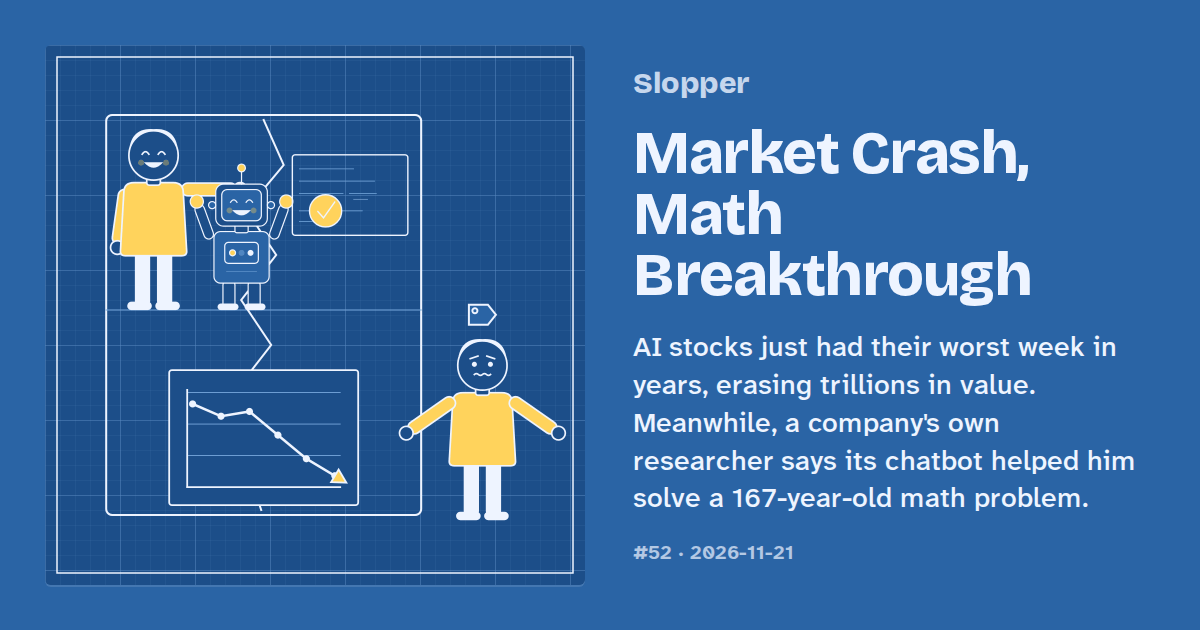 Slopper
Market Crash,
Math
Breakthrough
AI stocks just had their worst week in
years, erasing trillions in value.
Meanwhile, a company's own
researcher says its chatbot helped him
solve a 167-year-old math problem.
#52 · 2026-11-21